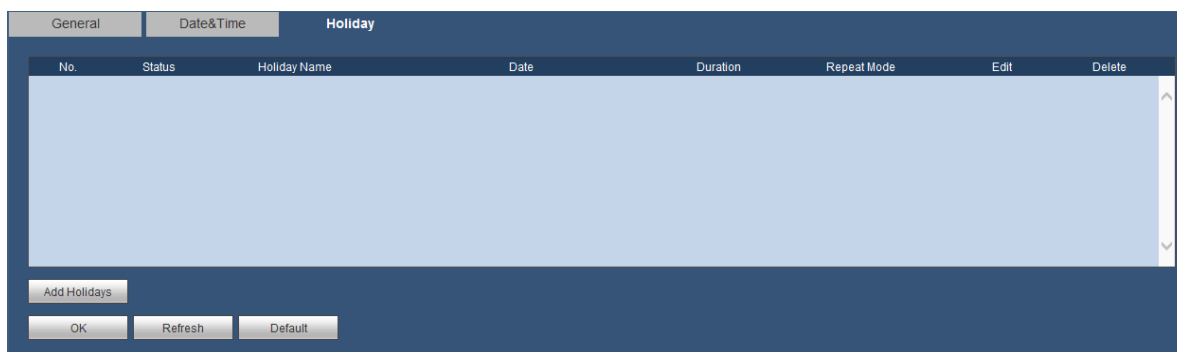 General Date&Time Holiday
No. Status Holiday Name Date Duration Repeat Mode Edit Delete
Add Holidays
OK Refresh Default